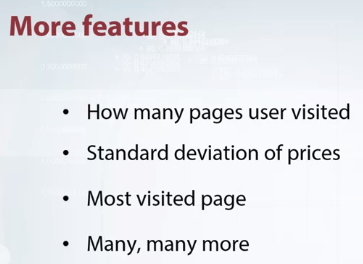 More features
• How many pages user visited
• Standard deviation of prices
• Most visited page
• Many, many more